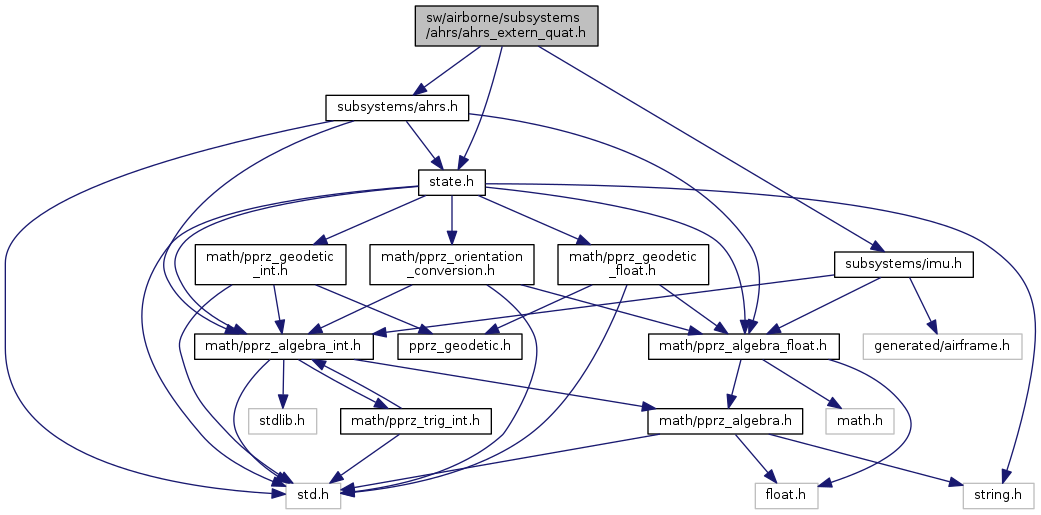 sw/airborne/subsystems
/ahrs/ahrs_extern_quat.h
subsystems/ahrs.h
state.h
math/pprz_geodetic
_int.h
math/pprz_orientation
_conversion.h
math/pprz_geodetic
_float.h
subsystems/imu.h
math/pprz_algebra_int.h
pprz_geodetic.h
math/pprz_algebra_float.h
generated/airframe.h
stdlib.h
math/pprz_trig_int.h
math/pprz_algebra.h
math.h
std.h
float.h
string.h